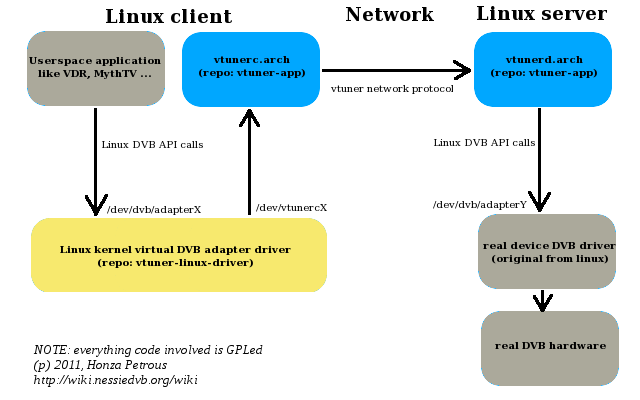 Linux client
Network
Linux server
Userspace application
like VDR, MythTV ...
vtunerc.arch
(repo: vtuner-app)
vtuner network protocol
vtunerd.arch
(repo: vtuner-app)
Linux DVB API calls
Linux DVB API calls
/dev/dvb/adapterX
/dev/vtunercX
/dev/dvb/adapterY
Linux kernel virtual DVB adapter driver
(repo: vtuner-linux-driver)
real device DVB driver
(original from linux)
real DVB hardware
NOTE: everything code involved is GPLed
(p) 2011, Honza Petrous
http://wiki.nessiedvb.org/wiki